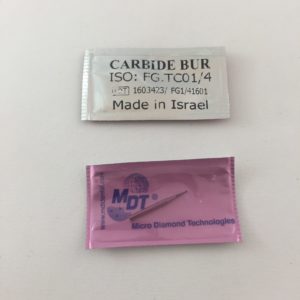 CARBIDE BUR
ISO: FG.TC01/4
1603423/ FG1/41601
Made in Israel
MDT
Micro Diamond Technologies